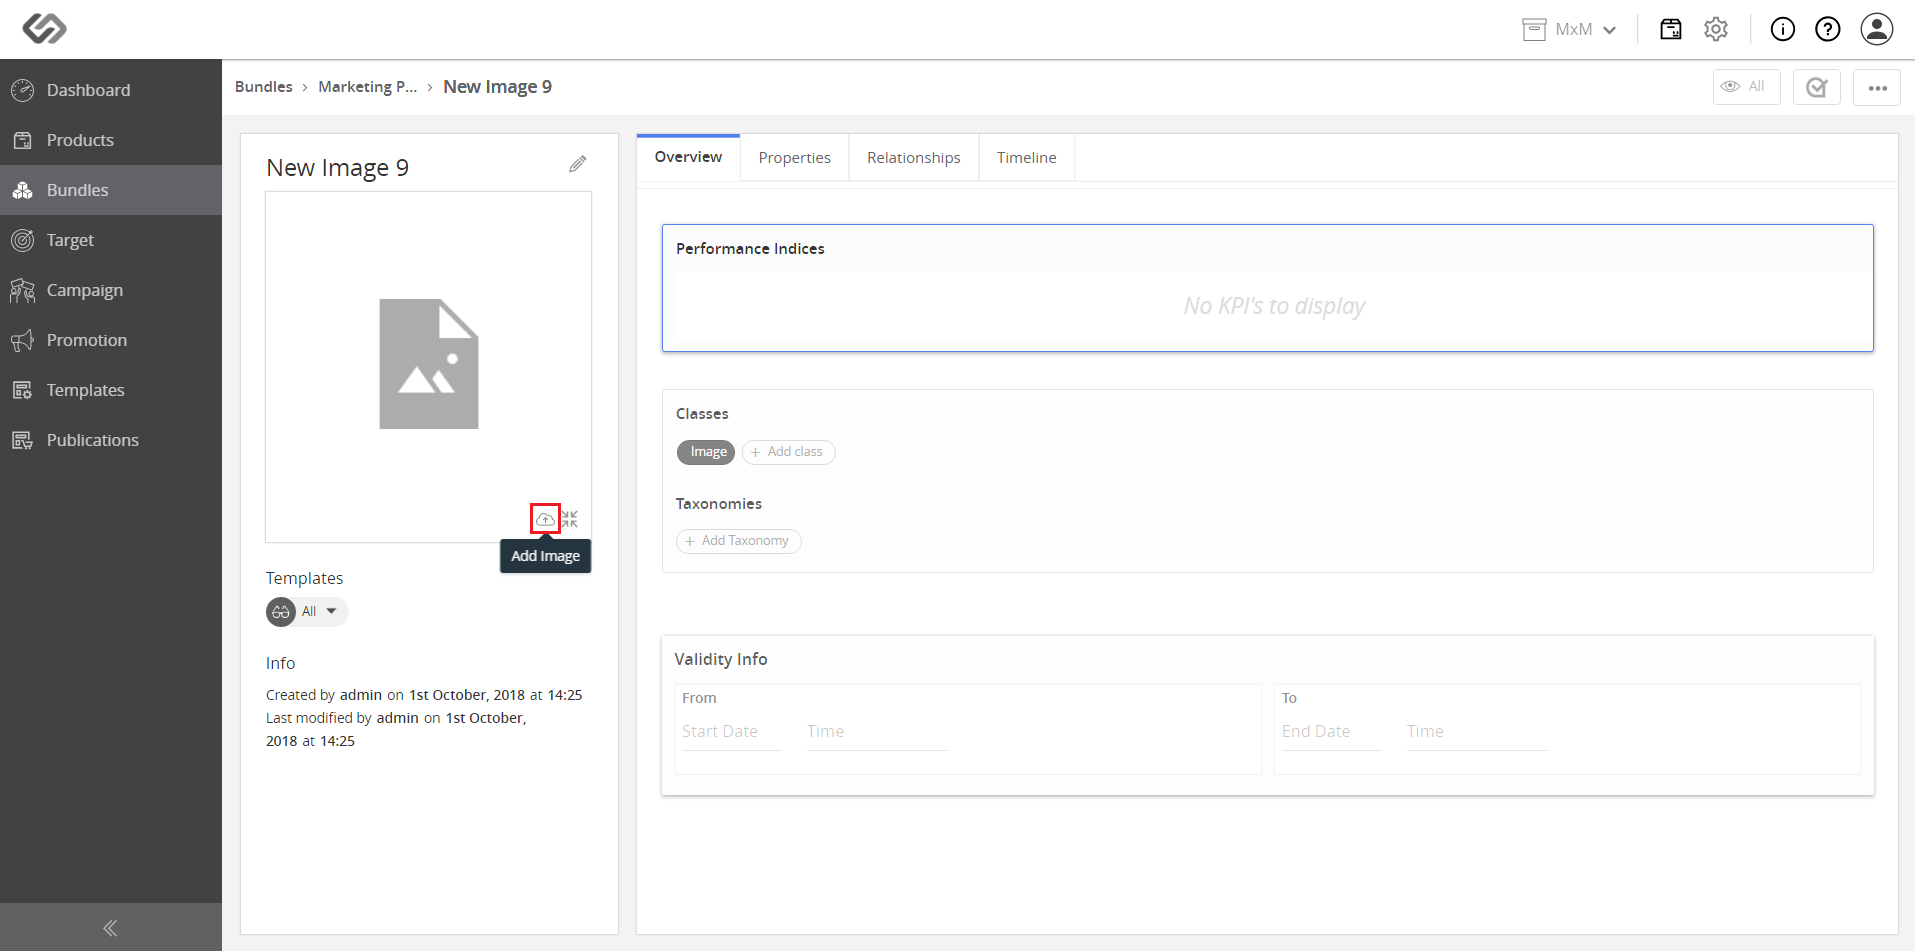 MxM
Dashboard
Products
Bundles
Target
Campaign
Promotion
Templates
Publications
Bundles > Marketing P... > New Image 9
All
New Image 9
Add Image
Templates
All
Info
Created by admin on 1st October, 2018 at 14:25
Last modified by admin on 1st October,
2018 at 14:25
Overview
Properties
Relationships
Timeline
Performance Indices
No KPI's to display
Classes
Image
+ Add class
Taxonomies
+ Add Taxonomy
Validity Info
From
Start Date
Time
To
End Date
Time